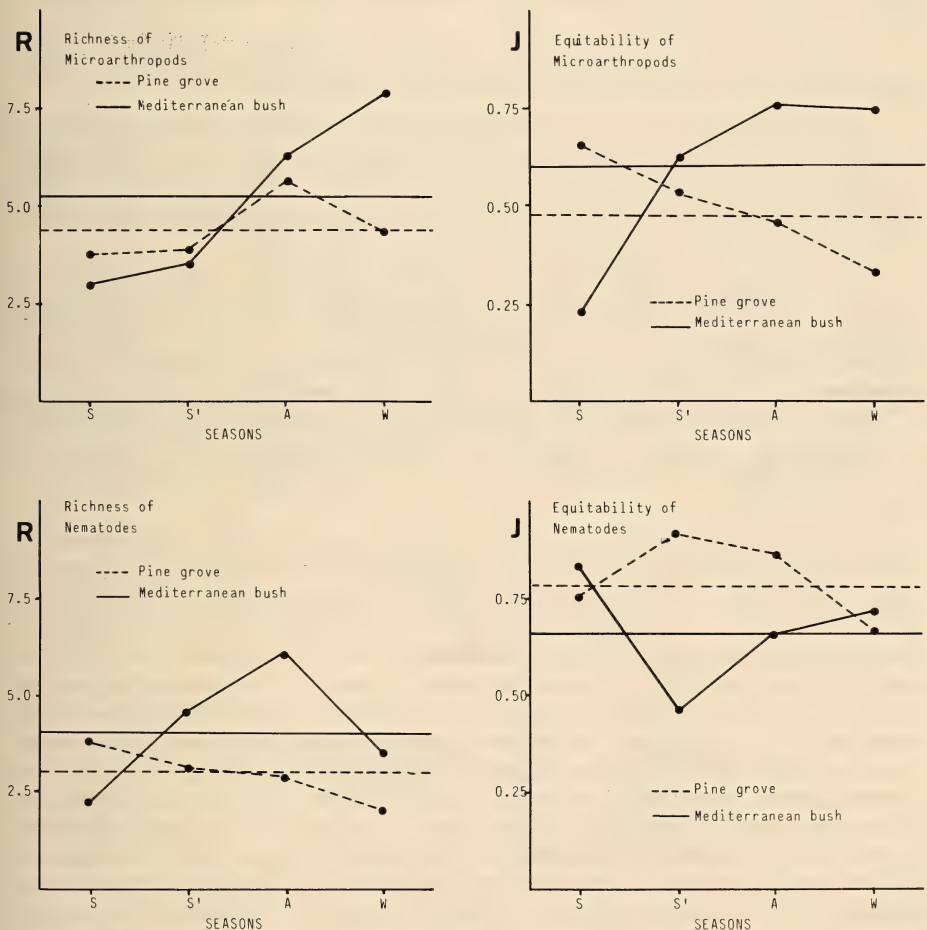 R
Richness of
Microarthropods
Pine grove
Mediterranean bush
7.5
5.0
2.5
S S' A W
SEASONS
J
Equitability of
Microarthropods
0.75
0.50
0.25
Pine grove
Mediterranean bush
S S' A W
SEASONS
R
Richness of
Nematodes
Pine grove
Mediterranean bush
7.5
5.0
2.5
S S' A W
SEASONS
J
Equitability of
Nematodes
0.75
0.50
0.25
Pine grove
Mediterranean bush
S S' A W
SEASONS